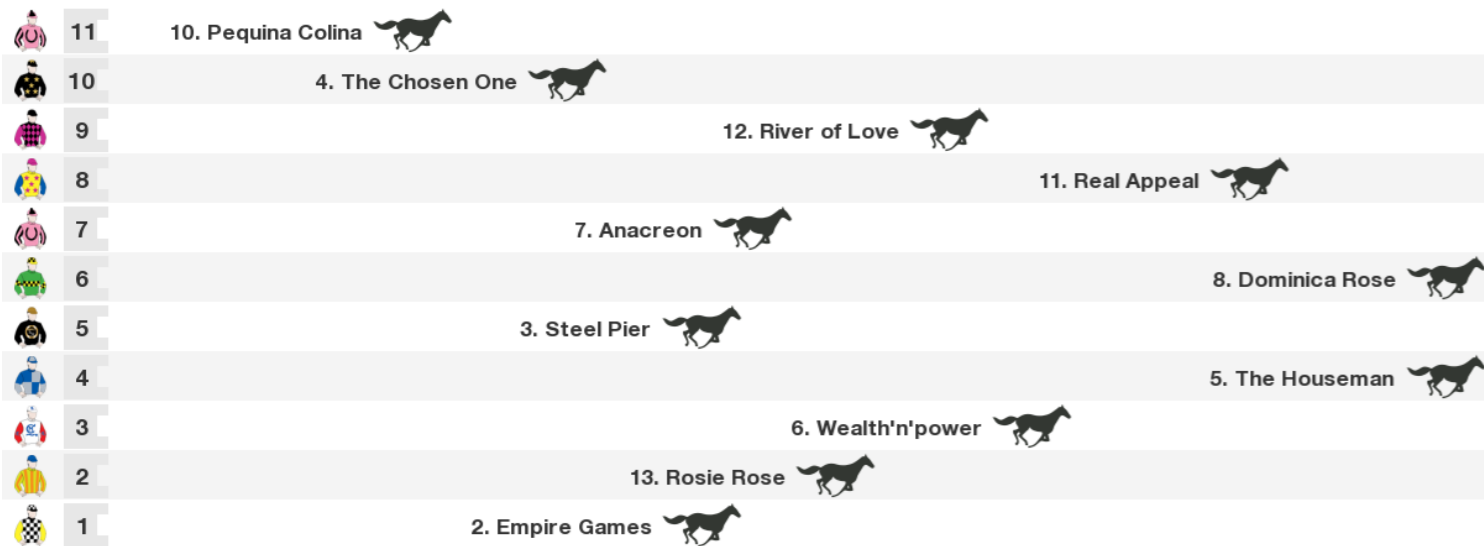 11 10. Pequina Colina
10 4. The Chosen One
9 12. River of Love
8 11. Real Appeal
7 7. Anacreon
6 8. Dominica Rose
5 3. Steel Pier
4 5. The Houseman
3 6. Wealth'n'power
2 13. Rosie Rose
1 2. Empire Games